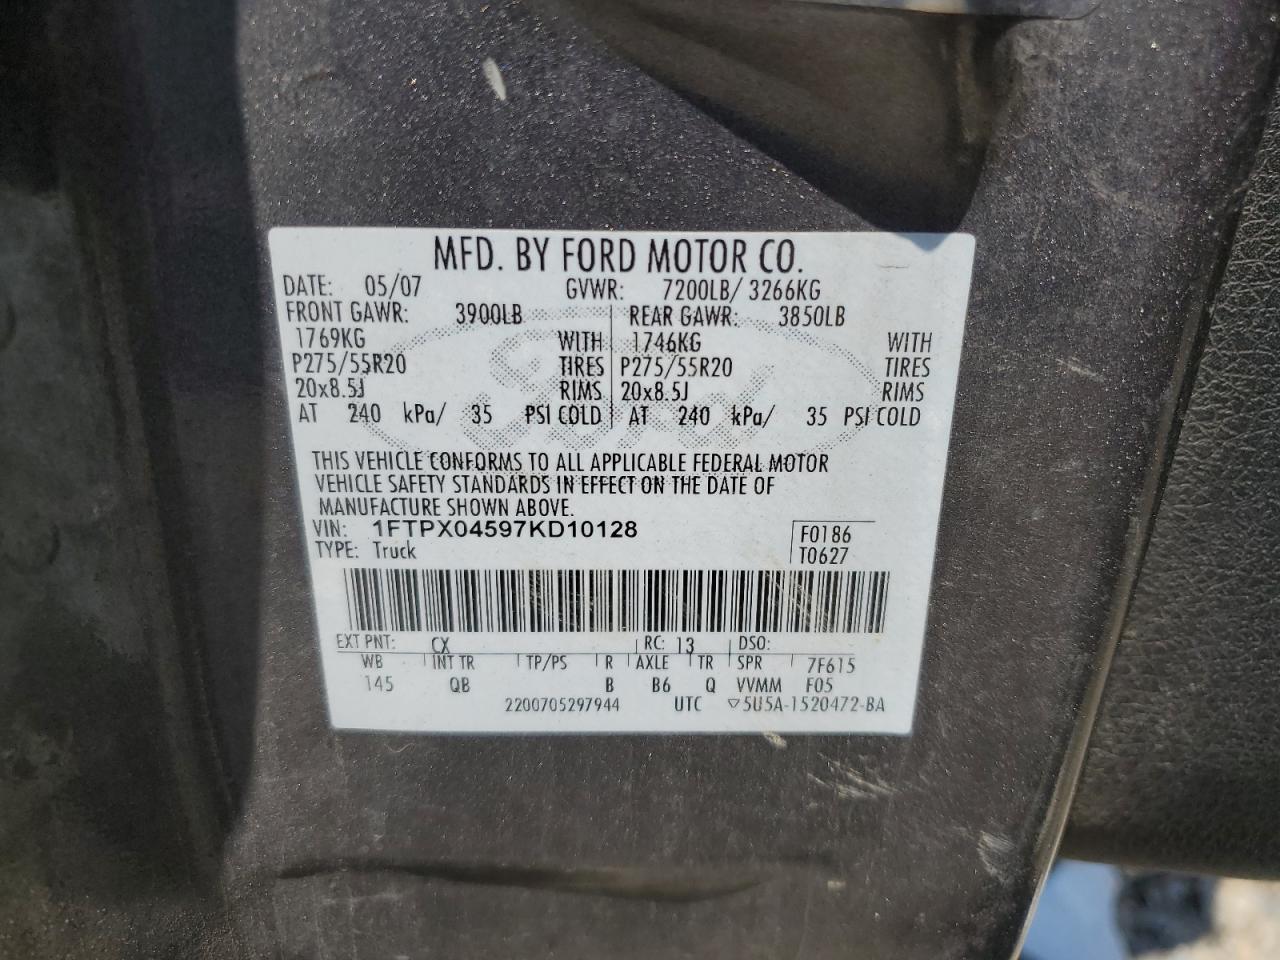 MFD. BY FORD MOTOR CO.
DATE: 05/07 GVWR: 7200LB/ 3266KG
FRONT GAWR: 3900LB REAR GAWR: 3850LB
1769KG WITH 1746KG WITH
P275/55R20 TIRES P275/55R20 TIRES
20x8.5J RIMS 20x8.5J RIMS
AT 240 kPa/ 35 PSI COLD AT 240 kPa/ 35 PSI COLD
THIS VEHICLE CONFORMS TO ALL APPLICABLE FEDERAL MOTOR
VEHICLE SAFETY STANDARDS IN EFFECT ON THE DATE OF
MANUFACTURE SHOWN ABOVE.
VIN: 1FTPX04597KD10128 F0186
TYPE: Truck T0627
EXT PNT: CX RC: 13 DSO:
WB INT TR TP/PS R AXLE TR SPR 7F615
145 QB B B6 Q VVMM F05
2200705297944 UTC ▽5U5A-1520472-BA